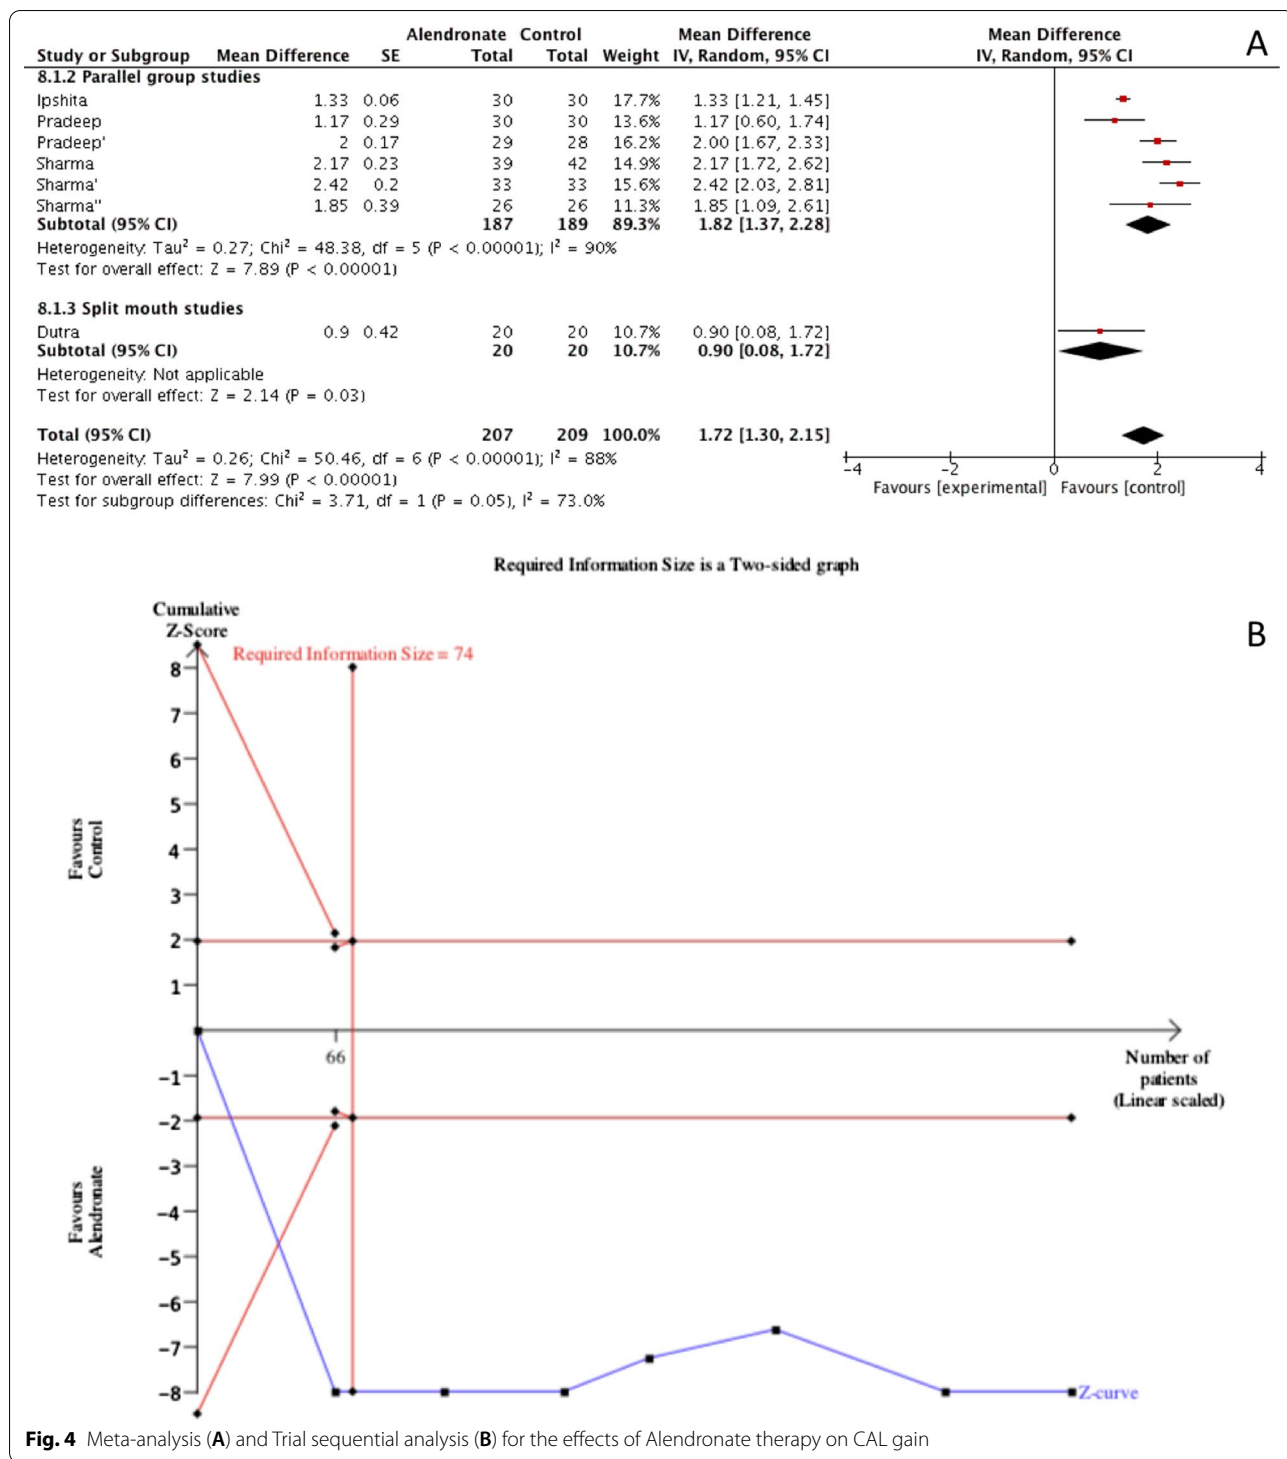 Alendronate Control Mean Difference Mean Difference A
Study or Subgroup Mean Difference SE Total Total Weight IV, Random, 95% CI IV, Random, 95% CI
8.1.2 Parallel group studies
Ipshita 1.33 0.06 30 30 17.7% 1.33 [1.21, 1.45]
Pradeep 1.17 0.29 30 30 13.6% 1.17 [0.60, 1.74]
Pradeep' 2 0.17 29 28 16.2% 2.00 [1.67, 2.33]
Sharma 2.17 0.23 39 42 14.9% 2.17 [1.72, 2.62]
Sharma' 2.42 0.2 33 33 15.6% 2.42 [2.03, 2.81]
Sharma'' 1.85 0.39 26 26 11.3% 1.85 [1.09, 2.61]
Subtotal (95% CI) 187 189 89.3% 1.82 [1.37, 2.28]
Heterogeneity: Tau² = 0.27; Chi² = 48.38, df = 5 (P < 0.00001); I² = 90%
Test for overall effect: Z = 7.89 (P < 0.00001)
8.1.3 Split mouth studies
Dutra 0.9 0.42 20 20 10.7% 0.90 [0.08, 1.72]
Subtotal (95% CI) 20 20 10.7% 0.90 [0.08, 1.72]
Heterogeneity: Not applicable
Test for overall effect: Z = 2.14 (P = 0.03)
Total (95% CI) 207 209 100.0% 1.72 [1.30, 2.15]
Heterogeneity: Tau² = 0.26; Chi² = 50.46, df = 6 (P < 0.00001); I² = 88%
Test for overall effect: Z = 7.99 (P < 0.00001)
Test for subgroup differences: Chi² = 3.71, df = 1 (P = 0.05), I² = 73.0%
-4 -2 0 2 4
Favours [experimental] Favours [control]
Required Information Size is a Two-sided graph
B
Cumulative
Z-Score
Required Information Size = 74
8
7
6
5
4
3
2
1
-1
-2
-3
-4
-5
-6
-7
-8
Favours
Control
Favours
Alendronate
66
Number of
patients
(Linear scaled)
Z-curve
Fig. 4 Meta-analysis (A) and Trial sequential analysis (B) for the effects of Alendronate therapy on CAL gain